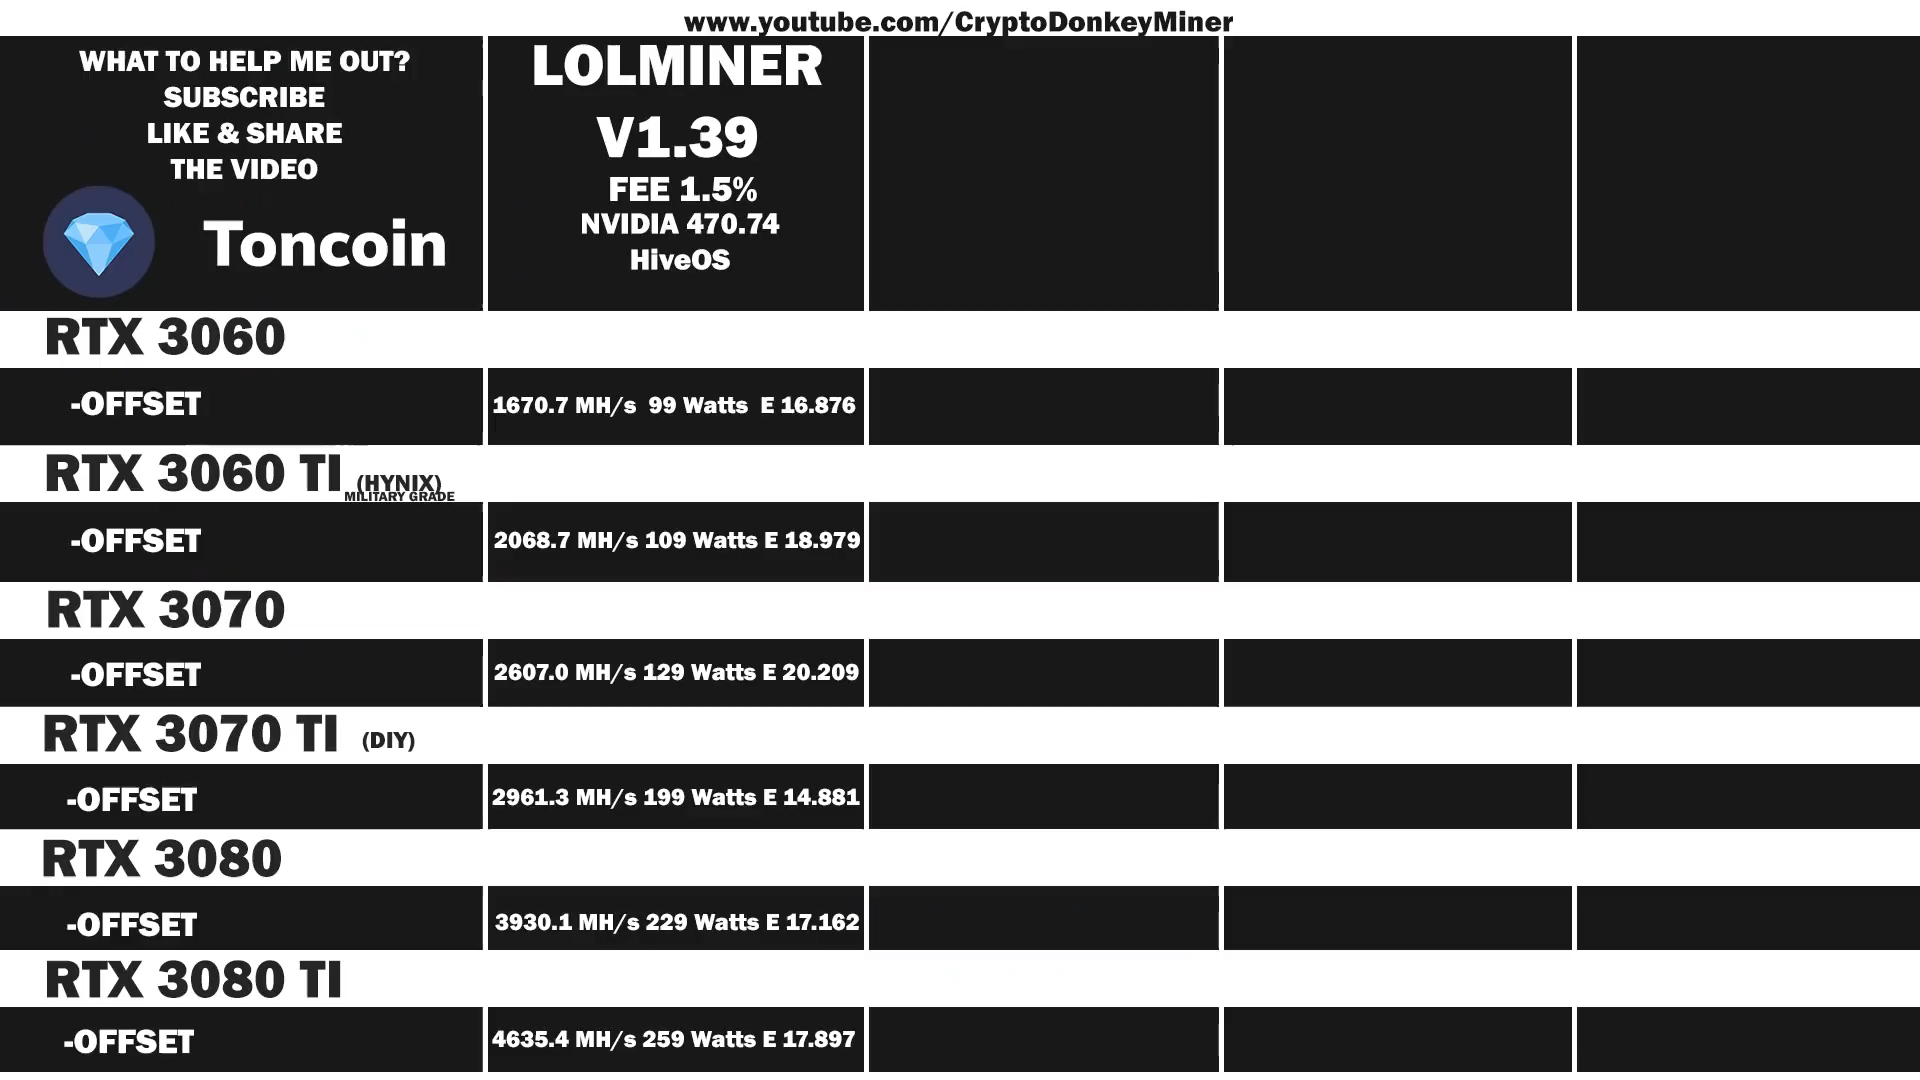 www.youtube.com/CryptoDonkeyMiner
WHAT TO HELP ME OUT?
SUBSCRIBE
LIKE & SHARE
THE VIDEO
Toncoin
LOLMINER
V1.39
FEE 1.5%
NVIDIA 470.74
HiveOS
RTX 3060
-OFFSET
1670.7 MH/s 99 Watts E 16.876
RTX 3060 TI (HYNIX)
MILITARY GRADE
-OFFSET
2068.7 MH/s 109 Watts E 18.979
RTX 3070
-OFFSET
2607.0 MH/s 129 Watts E 20.209
RTX 3070 TI (DIY)
-OFFSET
2961.3 MH/s 199 Watts E 14.881
RTX 3080
-OFFSET
3930.1 MH/s 229 Watts E 17.162
RTX 3080 TI
-OFFSET
4635.4 MH/s 259 Watts E 17.897